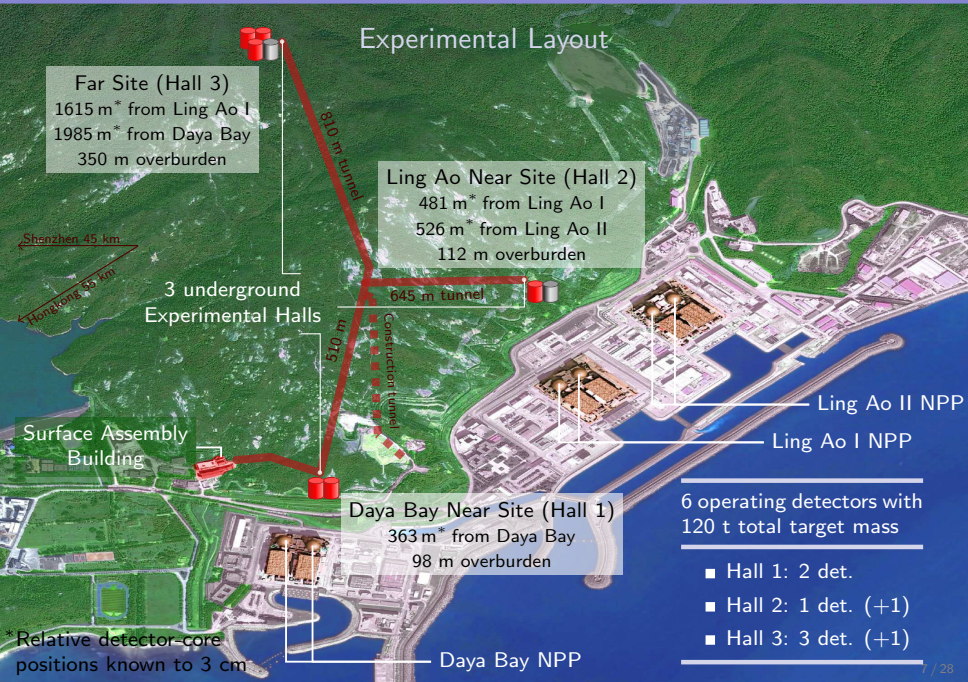 Experimental Layout
Far Site (Hall 3)
1615 m* from Ling Ao I
1985 m* from Daya Bay
350 m overburden
810 m tunnel
Ling Ao Near Site (Hall 2)
481 m* from Ling Ao I
526 m* from Ling Ao II
112 m overburden
Shenzhen 45 km
Hongkong 55 km
3 underground
Experimental Halls
645 m tunnel
510 m
Construction tunnel
Ling Ao II NPP
Ling Ao I NPP
Surface Assembly
Building
Daya Bay Near Site (Hall 1)
363 m* from Daya Bay
98 m overburden
6 operating detectors with
120 t total target mass
Hall 1: 2 det.
Hall 2: 1 det. (+1)
Hall 3: 3 det. (+1)
*Relative detector-core
positions known to 3 cm
Daya Bay NPP
7 / 28